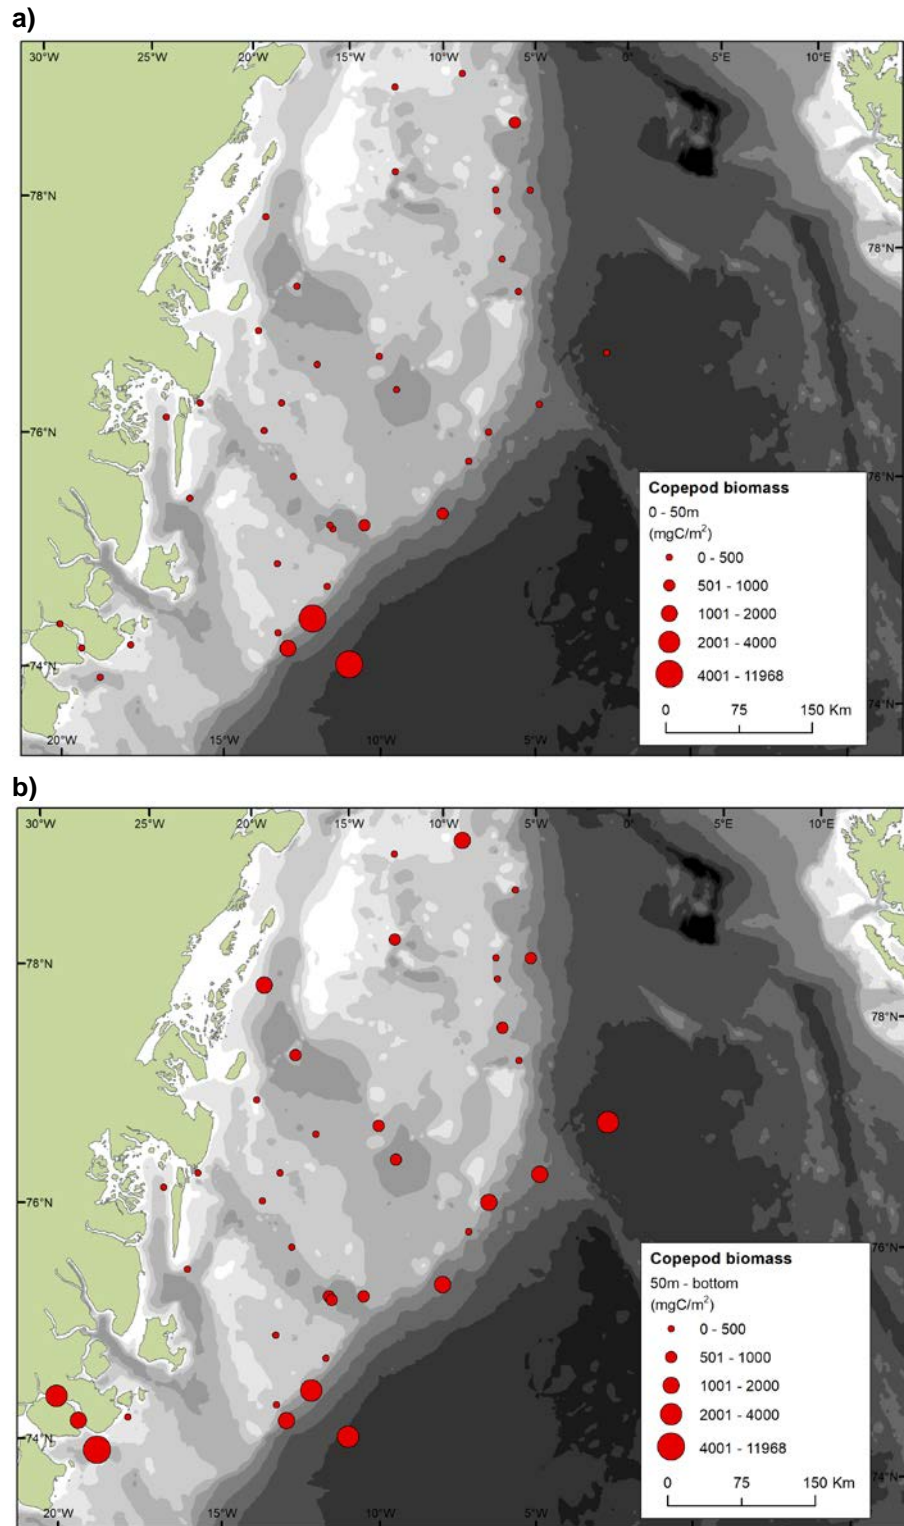 a)
30°W 25°W 20°W 15°W 10°W 5°W 0° 5°E 10°E
78°N
78°N
76°N
76°N
74°N
74°N
20°W 15°W 10°W
Copepod biomass
0 - 50m
(mgC/m²)
0 - 500
501 - 1000
1001 - 2000
2001 - 4000
4001 - 11968
0 75 150 Km
b)
30°W 25°W 20°W 15°W 10°W 5°W 0° 5°E 10°E
78°N
78°N
76°N
76°N
74°N
74°N
20°W 15°W 10°W 5°W
Copepod biomass
50m - bottom
(mgC/m²)
0 - 500
501 - 1000
1001 - 2000
2001 - 4000
4001 - 11968
0 75 150 Km